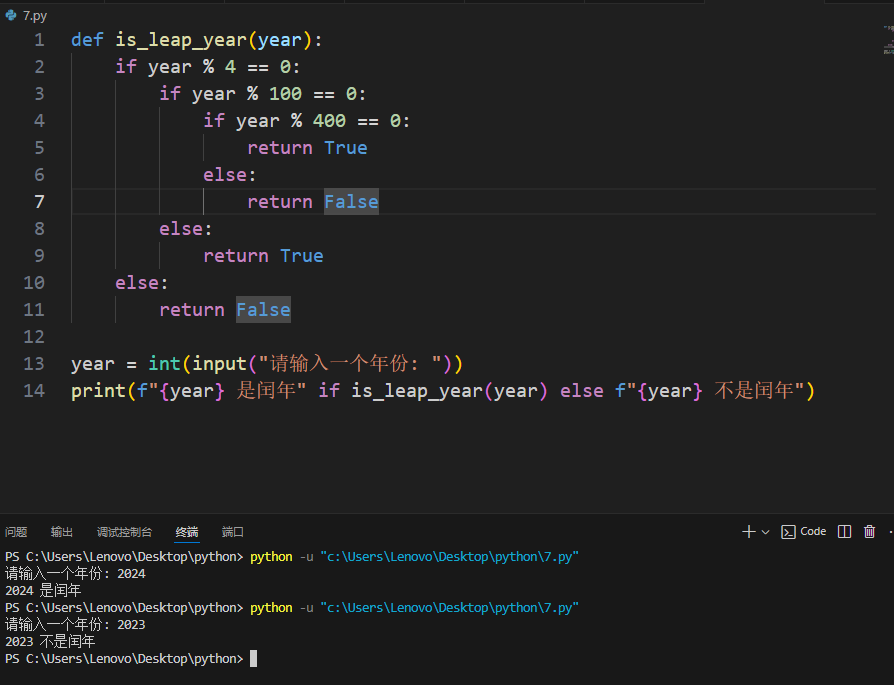 7.py
1 def is_leap_year(year):
2     if year % 4 == 0:
3         if year % 100 == 0:
4             if year % 400 == 0:
5                 return True
6             else:
7                 return False
8         else:
9             return True
10     else:
11         return False
12
13 year = int(input("请输入一个年份: "))
14 print(f"{year} 是闰年" if is_leap_year(year) else f"{year} 不是闰年")
问题 输出 调试控制台 终端 端口 Code
PS C:\Users\Lenovo\Desktop\python> python -u "c:\Users\Lenovo\Desktop\python\7.py"
请输入一个年份: 2024
2024 是闰年
PS C:\Users\Lenovo\Desktop\python> python -u "c:\Users\Lenovo\Desktop\python\7.py"
请输入一个年份: 2023
2023 不是闰年
PS C:\Users\Lenovo\Desktop\python>